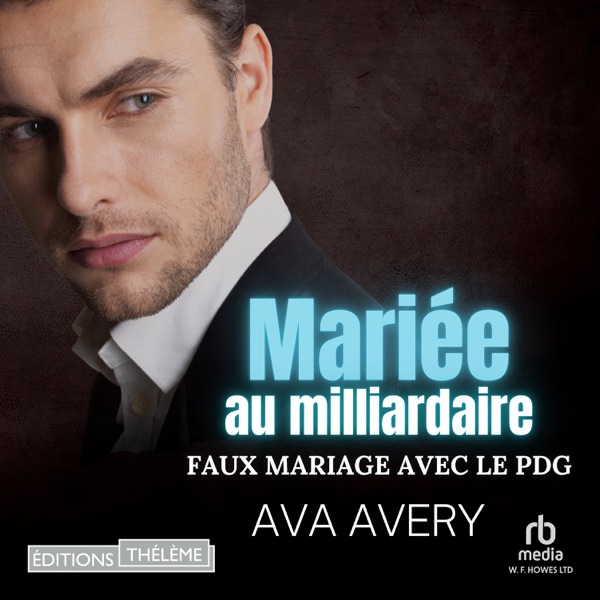 Mariée
au milliardaire
FAUX MARIAGE AVEC LE PDG
AVA AVERY
ÉDITIONS THÉLÈME
rb
media
W. F. HOWES LTD